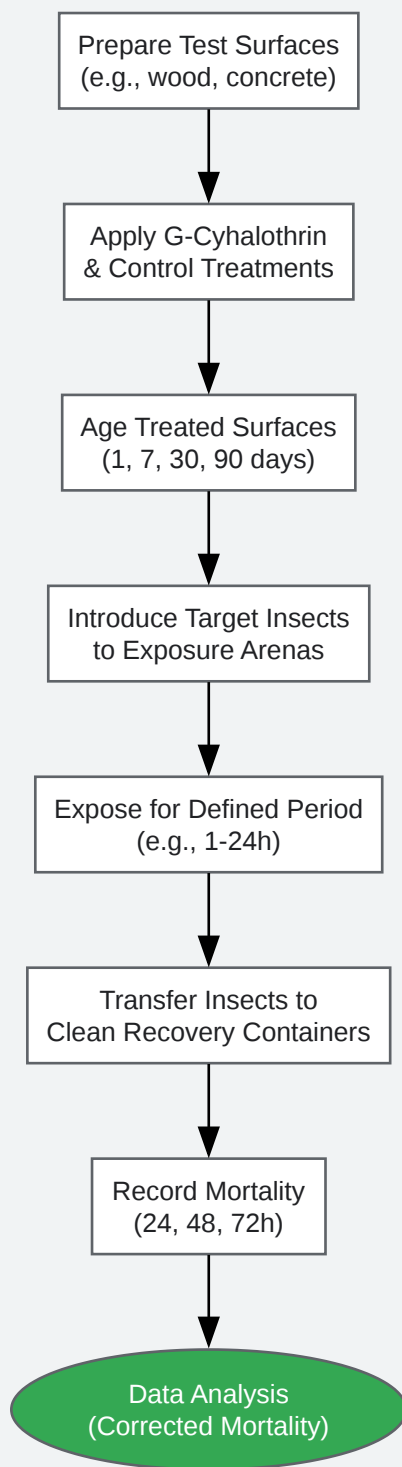 Prepare Test Surfaces
(e.g., wood, concrete)
Apply G-Cyhalothrin
& Control Treatments
Age Treated Surfaces
(1, 7, 30, 90 days)
Introduce Target Insects
to Exposure Arenas
Expose for Defined Period
(e.g., 1-24h)
Transfer Insects to
Clean Recovery Containers
Record Mortality
(24, 48, 72h)
Data Analysis
(Corrected Mortality)